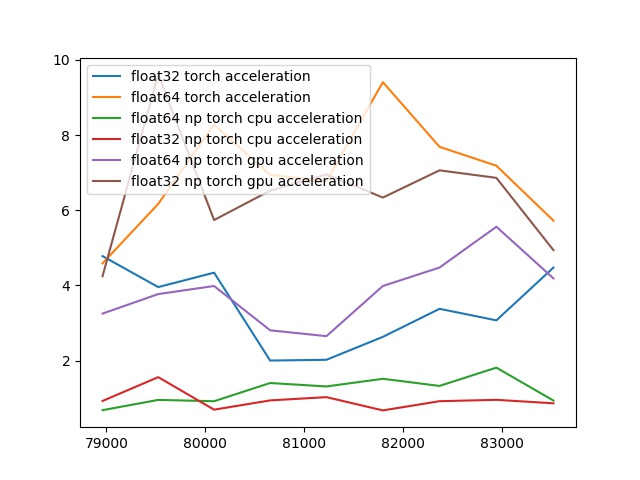 10
8
6
4
2
float32 torch acceleration
float64 torch acceleration
float64 np torch cpu acceleration
float32 np torch cpu acceleration
float64 np torch gpu acceleration
float32 np torch gpu acceleration
79000 80000 81000 82000 83000